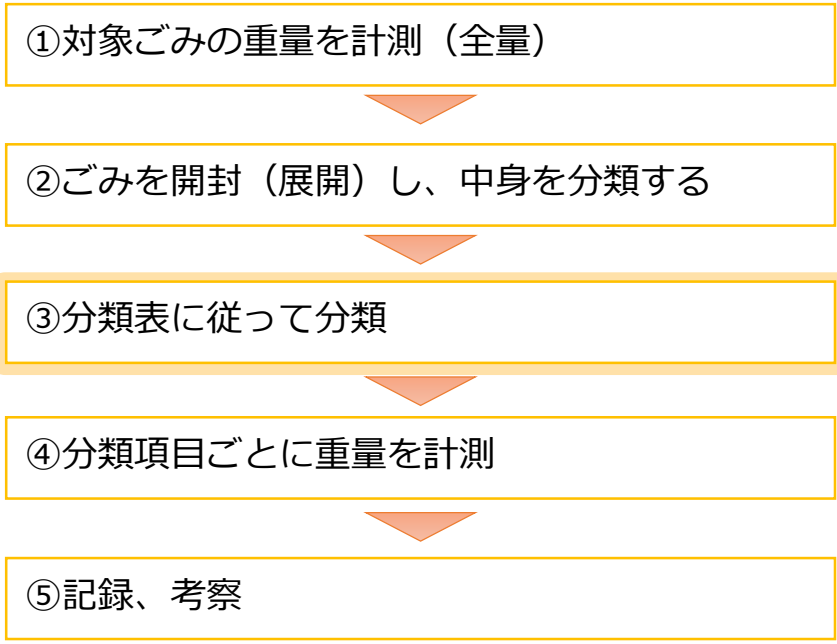 ①対象ごみの重量を計測（全量）
②ごみを開封（展開）し、中身を分類する
③分類表に従って分類
④分類項目ごとに重量を計測
⑤記録、考察